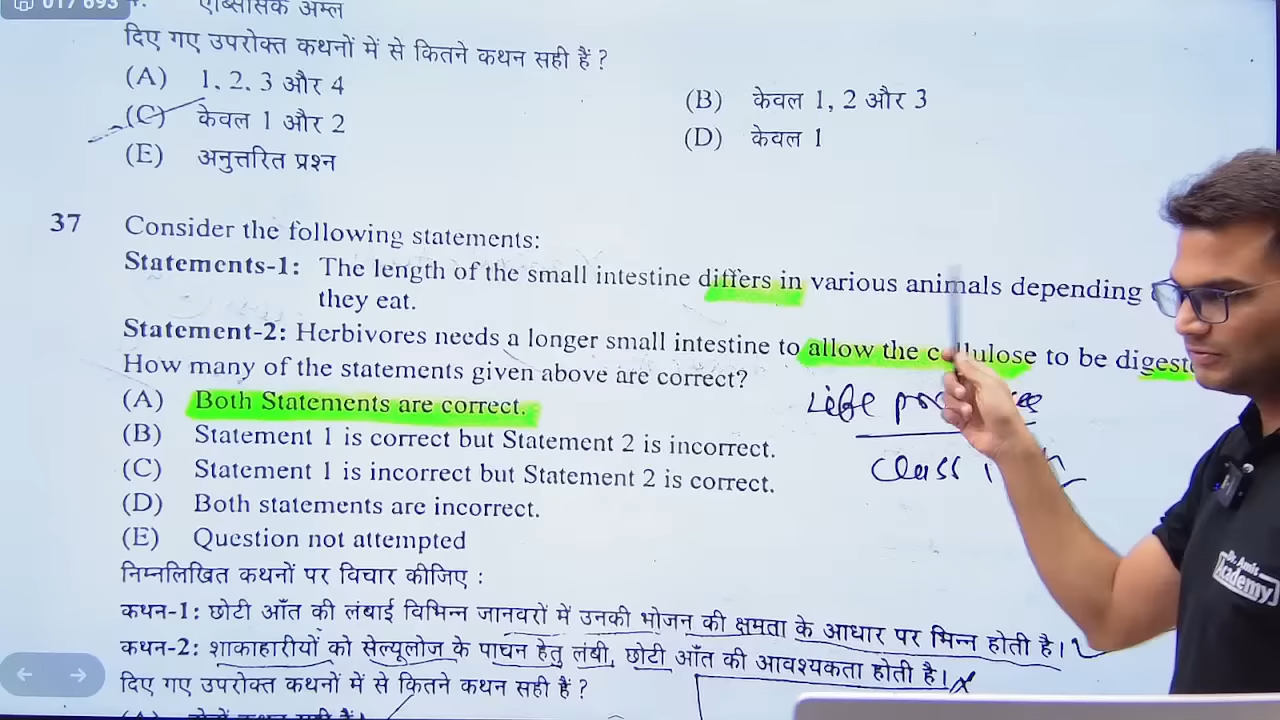 017 693
एब्सिसिक अम्ल
दिए गए उपरोक्त कथनों में से कितने कथन सही हैं ?
(A) 1, 2, 3 और 4
(B) केवल 1, 2 और 3
(C) केवल 1 और 2
(D) केवल 1
(E) अनुत्तरित प्रश्न
37 Consider the following statements:
Statements-1: The length of the small intestine differs in various animals depending
they eat.
Statement-2: Herbivores needs a longer small intestine to allow the cellulose to be digest
How many of the statements given above are correct?
(A) Both Statements are correct.
(B) Statement 1 is correct but Statement 2 is incorrect.
(C) Statement 1 is incorrect but Statement 2 is correct.
(D) Both statements are incorrect.
(E) Question not attempted
Life
Class
निम्नलिखित कथनों पर विचार कीजिए :
कथन-1: छोटी आँत की लंबाई विभिन्न जानवरों में उनकी भोजन की क्षमता के आधार पर भिन्न होती है।
कथन-2: शाकाहारीयों को सेल्यूलोज के पाचन हेतु लंबी, छोटी आँत की आवश्यकता होती है।
दिए गए उपरोक्त कथनों में से कितने कथन सही हैं ?
Dr. Amis
Academy